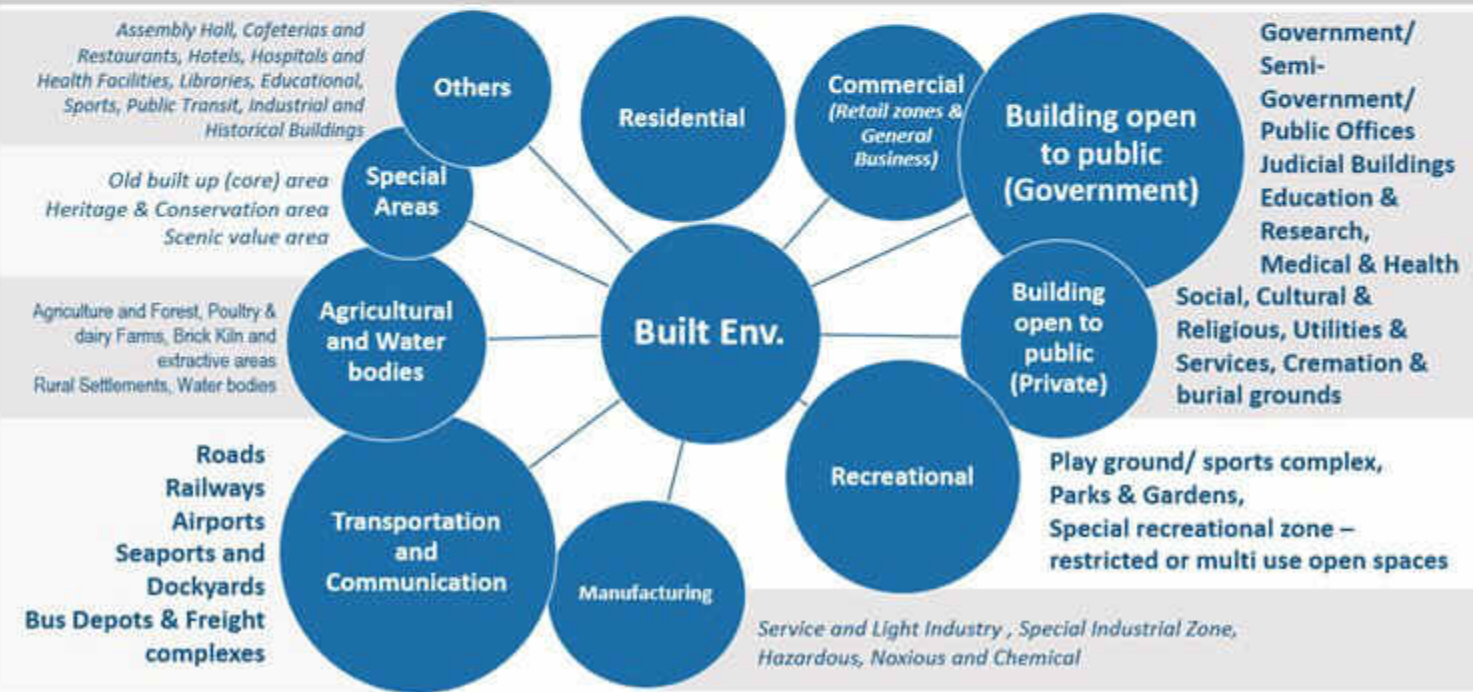 Assembly Hall, Cafeterias and
Restaurants, Hotels, Hospitals and
Health Facilities, Libraries, Educational,
Sports, Public Transit, Industrial and
Historical Buildings
Others
Residential
Commercial
(Retail zones &
General
Business)
Building open
to public
(Government)
Government/
Semi-
Government/
Public Offices
Judicial Buildings
Education &
Research,
Medical & Health
Social, Cultural &
Religious, Utilities &
Services, Cremation &
burial grounds
Old built up (core) area
Heritage & Conservation area
Scenic value area
Special
Areas
Agriculture and Forest, Poultry &
dairy Farms, Brick Kiln and
extractive areas
Rural Settlements, Water bodies
Agricultural
and Water
bodies
Built Env.
Building
open to
public
(Private)
Roads
Railways
Airports
Seaports and
Dockyards
Bus Depots & Freight
complexes
Transportation
and
Communication
Manufacturing
Recreational
Play ground/ sports complex,
Parks & Gardens,
Special recreational zone –
restricted or multi use open spaces
Service and Light Industry , Special Industrial Zone,
Hazardous, Noxious and Chemical